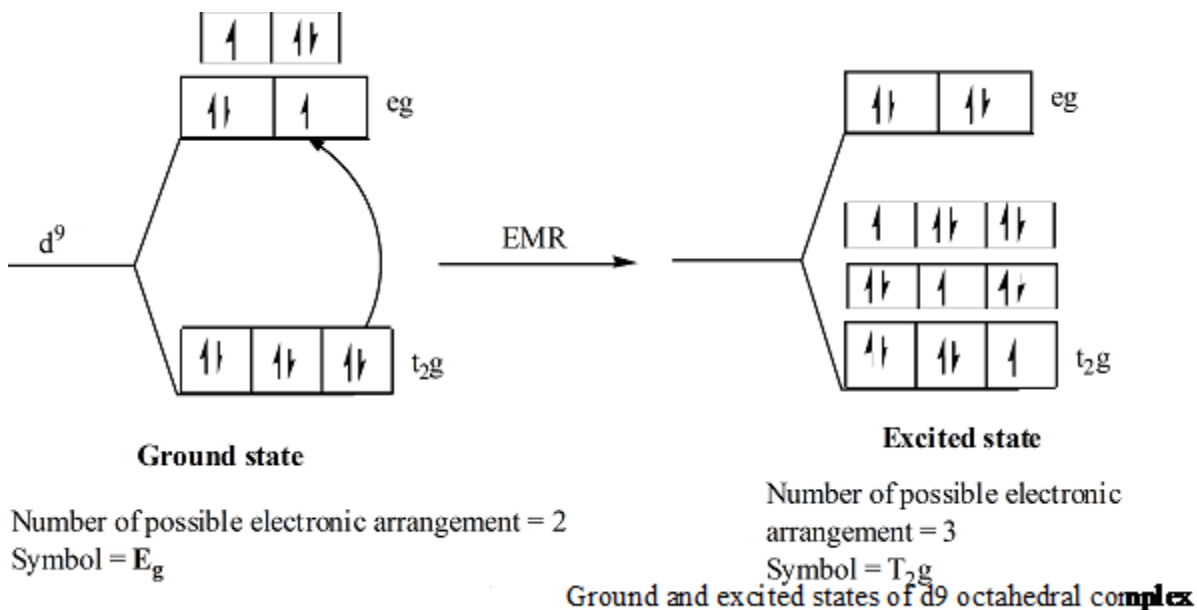 eg
eg
d⁹
EMR
t₂g
t₂g
Ground state
Excited state
Number of possible electronic arrangement = 2
Symbol = E_g
Number of possible electronic
arrangement = 3
Symbol = T₂g
Ground and excited states of d9 octahedral complex